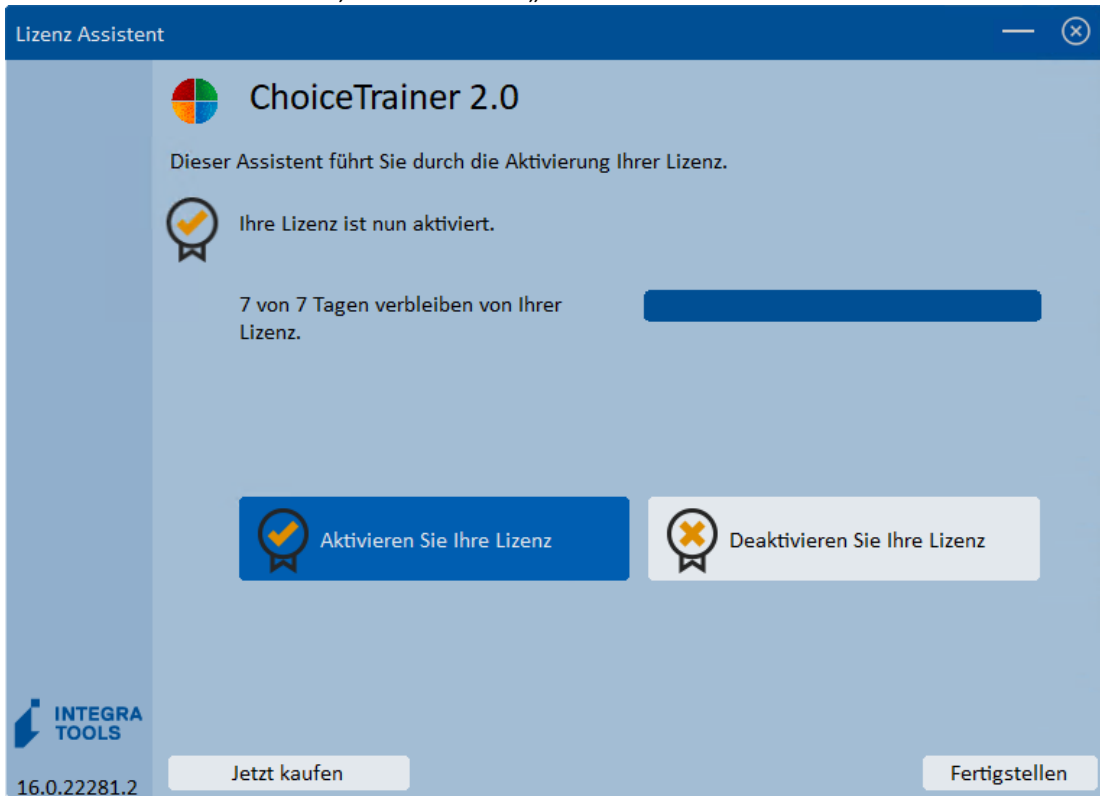 Lizenz Assistent
ChoiceTrainer 2.0
Dieser Assistent führt Sie durch die Aktivierung Ihrer Lizenz.
Ihre Lizenz ist nun aktiviert.
7 von 7 Tagen verbleiben von Ihrer
Lizenz.
Aktivieren Sie Ihre Lizenz
Deaktivieren Sie Ihre Lizenz
INTEGRA
TOOLS
16.0.22281.2
Jetzt kaufen
Fertigstellen